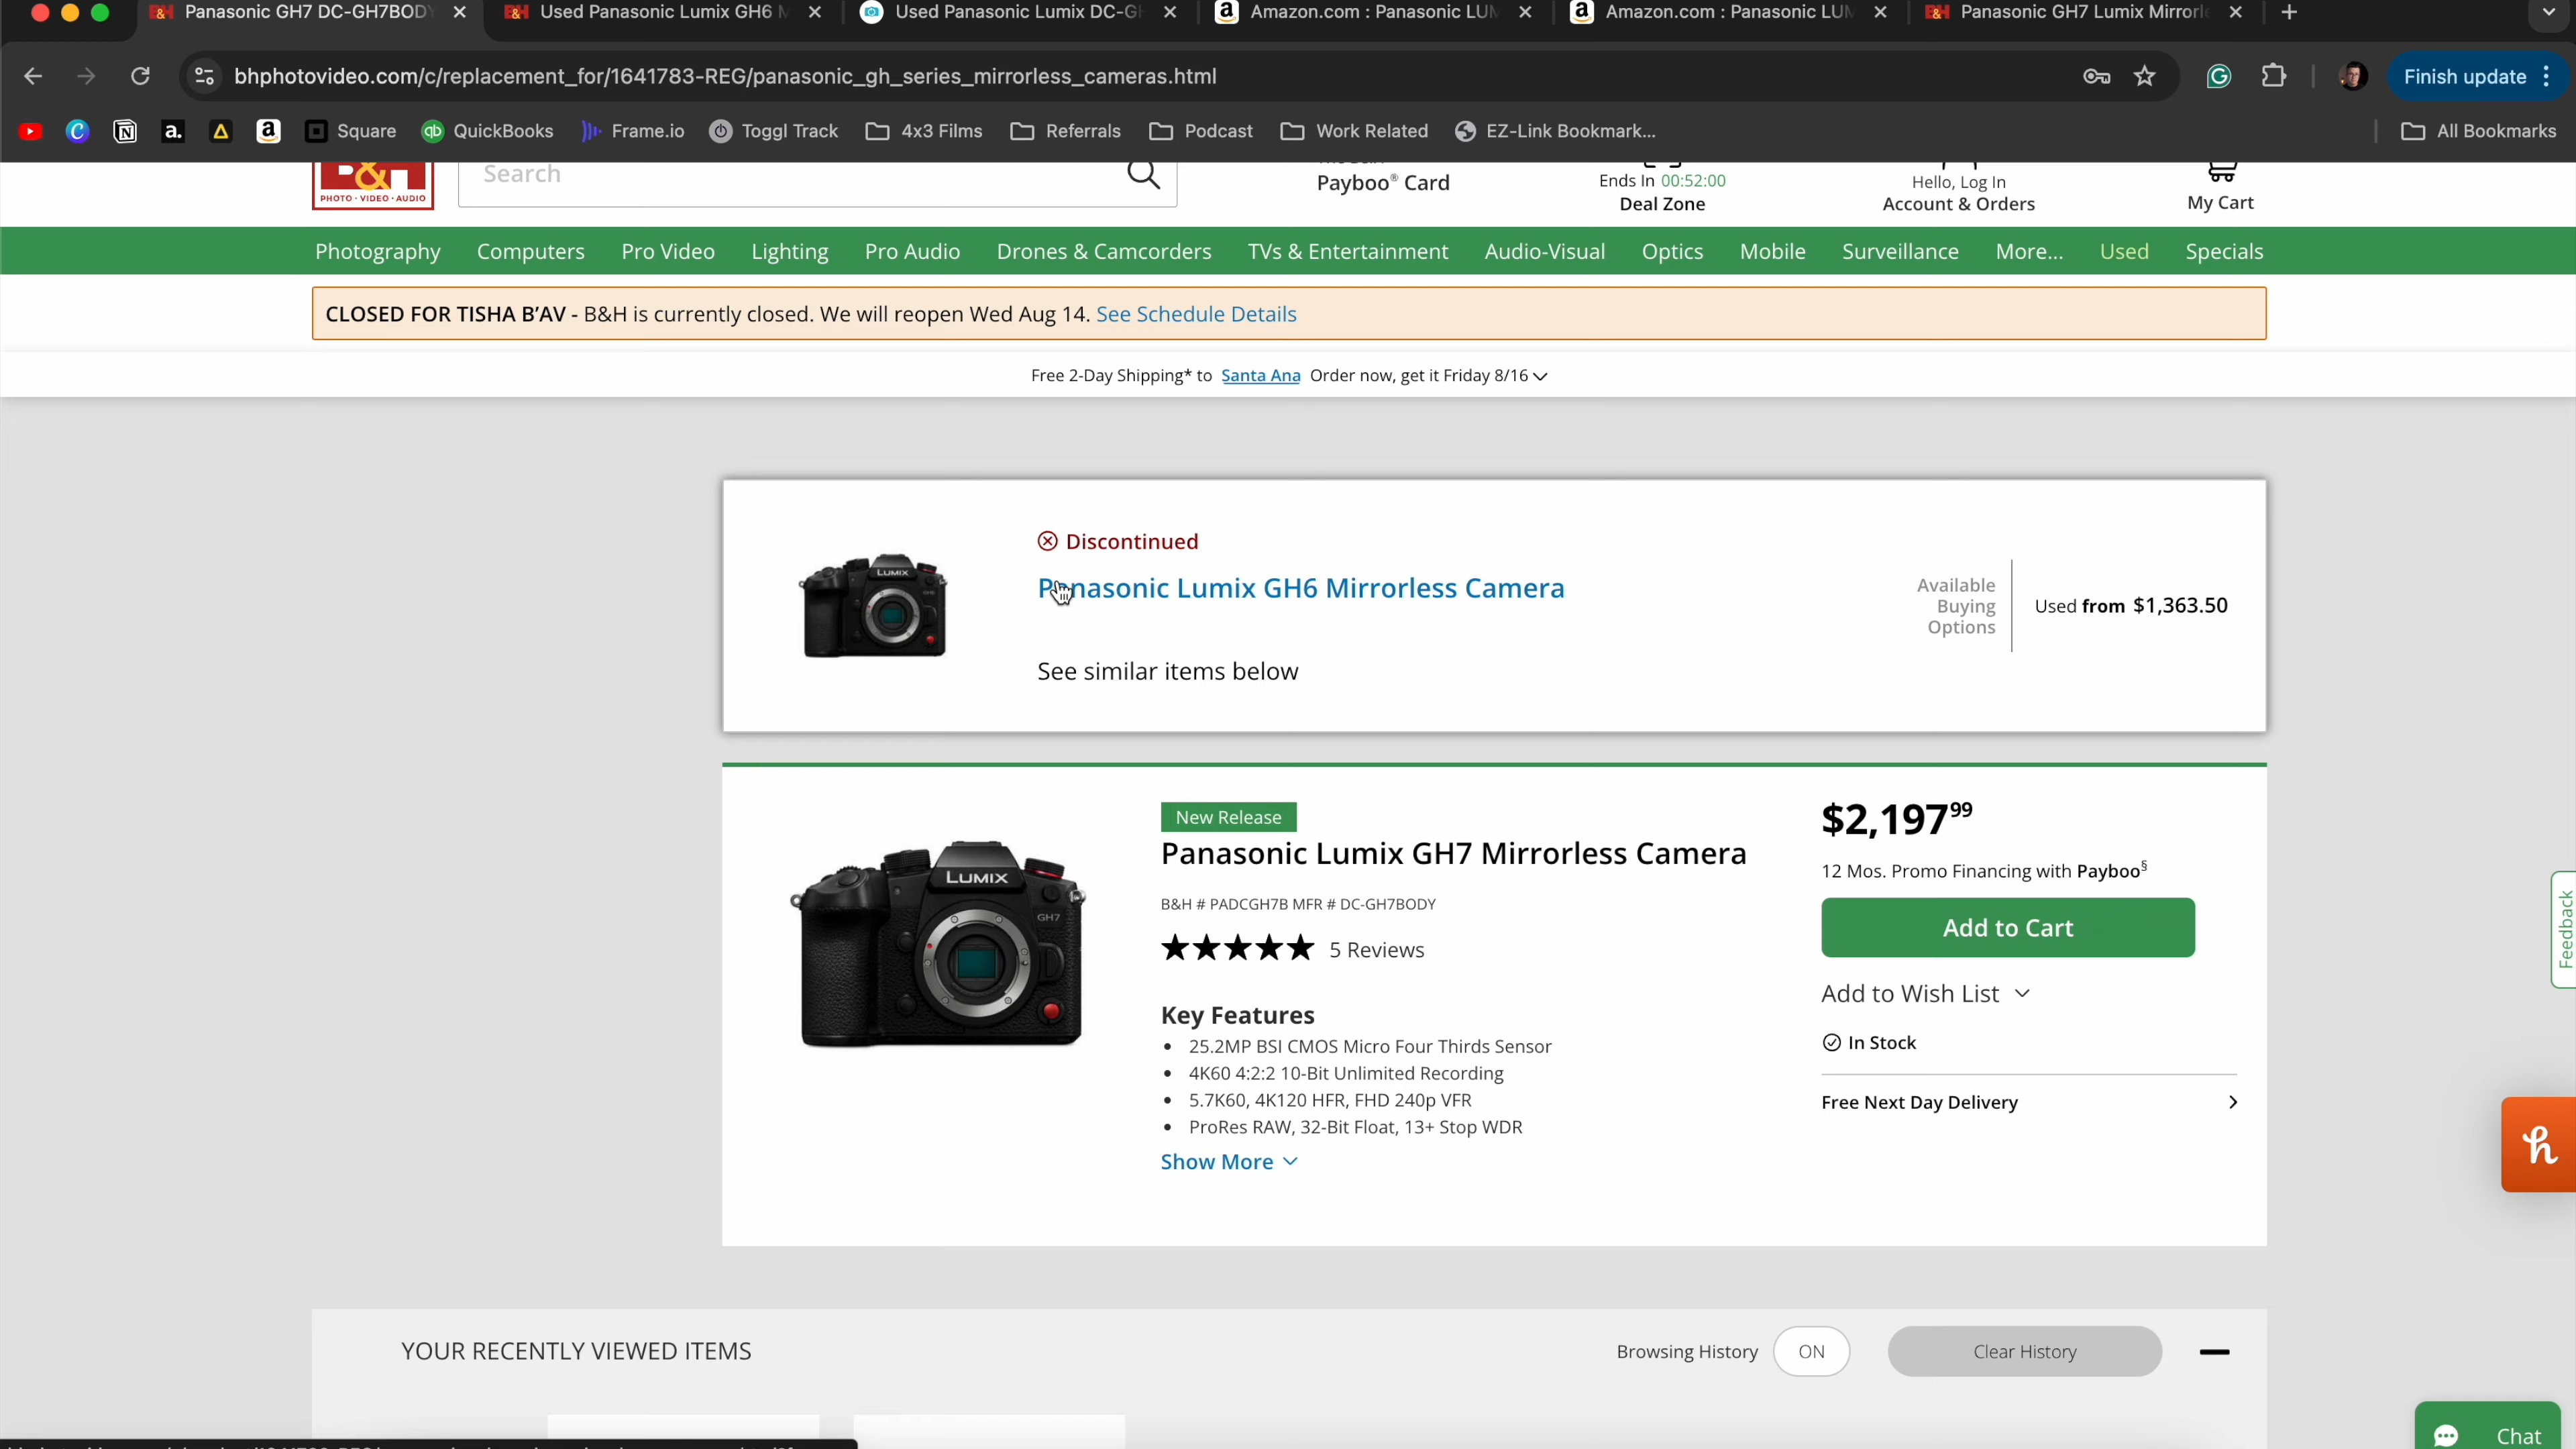 Panasonic GH7 DC-GH7BODY
Used Panasonic Lumix GH6 M
Used Panasonic Lumix DC-GH
Amazon.com : Panasonic LUM
Amazon.com : Panasonic LUM
Panasonic GH7 Lumix Mirrorle
bhphotovideo.com/c/replacement_for/1641783-REG/panasonic_gh_series_mirrorless_cameras.html
Finish update
Square
QuickBooks
Frame.io
Toggl Track
4x3 Films
Referrals
Podcast
Work Related
EZ-Link Bookmark...
All Bookmarks
B&H
PHOTO · VIDEO · AUDIO
Search
Payboo® Card
Ends In 00:52:00
Deal Zone
Hello, Log In
Account & Orders
My Cart
Photography Computers Pro Video Lighting Pro Audio Drones & Camcorders TVs & Entertainment Audio-Visual Optics Mobile Surveillance More... Used Specials
CLOSED FOR TISHA B'AV - B&H is currently closed. We will reopen Wed Aug 14. See Schedule Details
Free 2-Day Shipping* to Santa Ana Order now, get it Friday 8/16
Discontinued
Panasonic Lumix GH6 Mirrorless Camera
See similar items below
Available
Buying
Options
Used from $1,363.50
LUMIX
New Release
Panasonic Lumix GH7 Mirrorless Camera
B&H # PADCGH7B MFR # DC-GH7BODY
5 Reviews
Key Features
• 25.2MP BSI CMOS Micro Four Thirds Sensor
• 4K60 4:2:2 10-Bit Unlimited Recording
• 5.7K60, 4K120 HFR, FHD 240p VFR
• ProRes RAW, 32-Bit Float, 13+ Stop WDR
Show More
LUMIX
GH7
$2,197.99
12 Mos. Promo Financing with Payboo§
Add to Cart
Add to Wish List
In Stock
Free Next Day Delivery
Feedback
YOUR RECENTLY VIEWED ITEMS
Browsing History
ON
Clear History
Chat